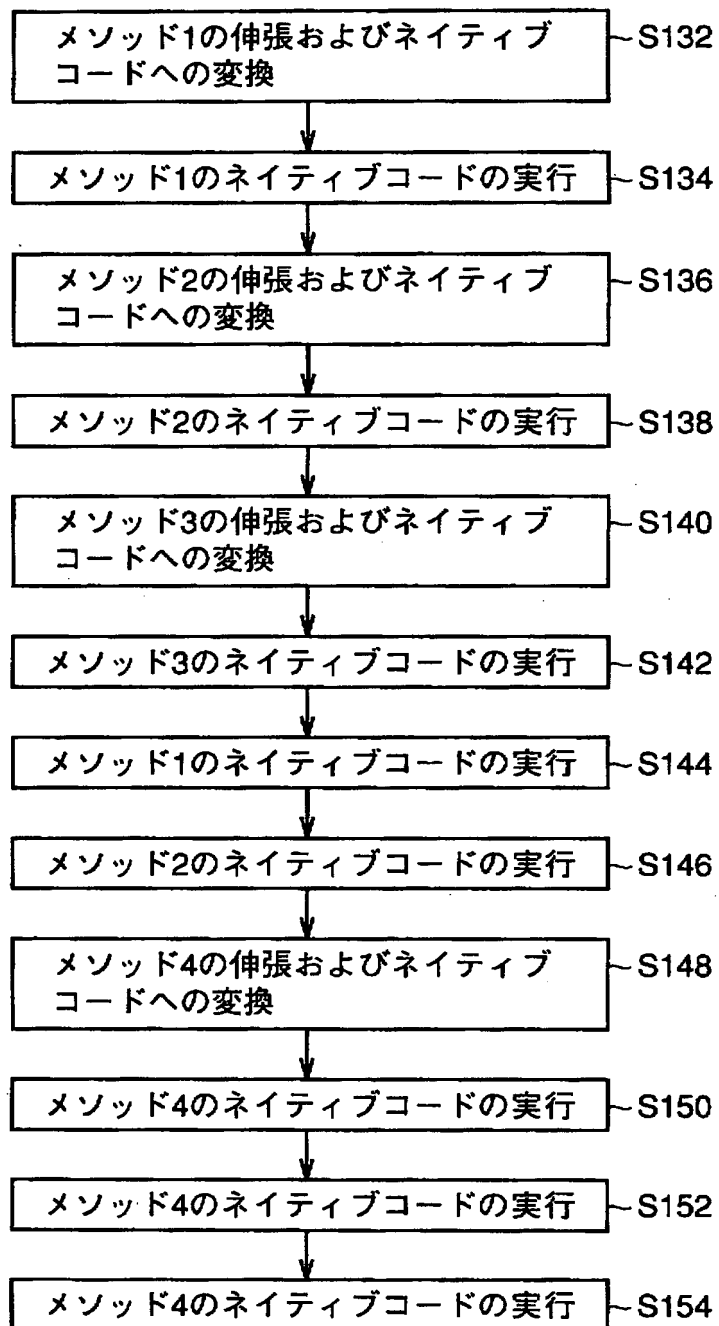 メソッド1の伸張およびネイティブ ~S132
コードへの変換
メソッド1のネイティブコードの実行 ~S134
メソッド2の伸張およびネイティブ ~S136
コードへの変換
メソッド2のネイティブコードの実行 ~S138
メソッド3の伸張およびネイティブ ~S140
コードへの変換
メソッド3のネイティブコードの実行 ~S142
メソッド1のネイティブコードの実行 ~S144
メソッド2のネイティブコードの実行 ~S146
メソッド4の伸張およびネイティブ ~S148
コードへの変換
メソッド4のネイティブコードの実行 ~S150
メソッド4のネイティブコードの実行 ~S152
メソッド4のネイティブコードの実行 ~S154